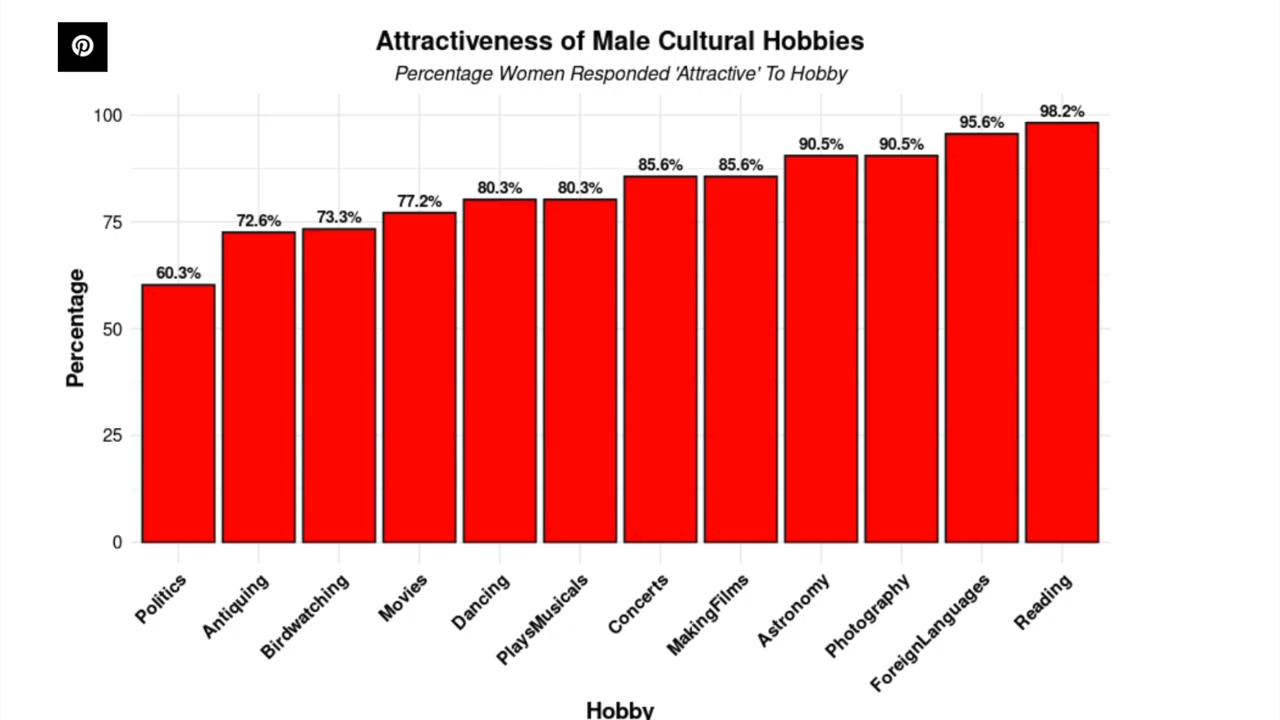 Attractiveness of Male Cultural Hobbies
Percentage Women Responded 'Attractive' To Hobby
Percentage
100
75
50
25
0
60.3%
72.6%
73.3%
77.2%
80.3%
80.3%
85.6%
85.6%
90.5%
90.5%
95.6%
98.2%
Politics
Antiquing
Birdwatching
Movies
Dancing
PlaysMusicals
Concerts
MakingFilms
Astronomy
Photography
ForeignLanguages
Reading
Hobby